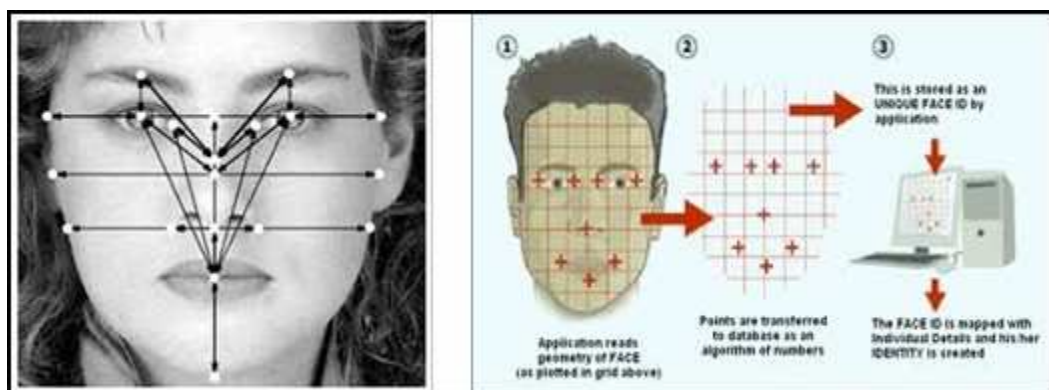 1
2
3
This is stored as an
UNIQUE FACE ID by
application
Application reads
geometry of FACE
(as plotted in grid above)
Points are transferred
to database as an
algorithm of numbers
The FACE ID is mapped with
Individual Details and his/her
IDENTITY is created